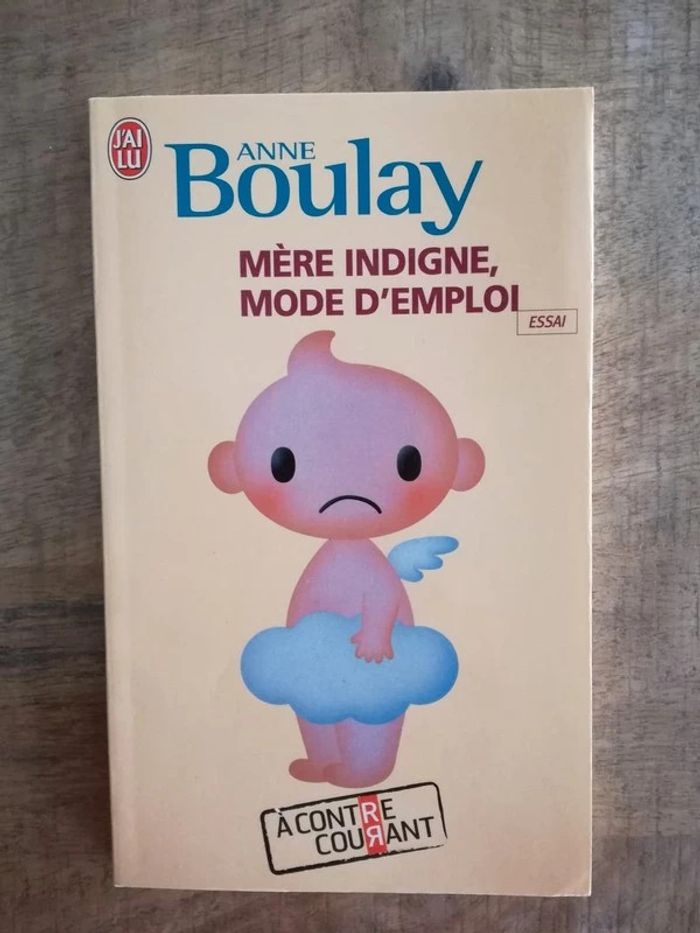 J'AI
LU
ANNE
Boulay
MÈRE INDIGNE,
MODE D'EMPLOI
ESSAI
À CONTRE
COURANT